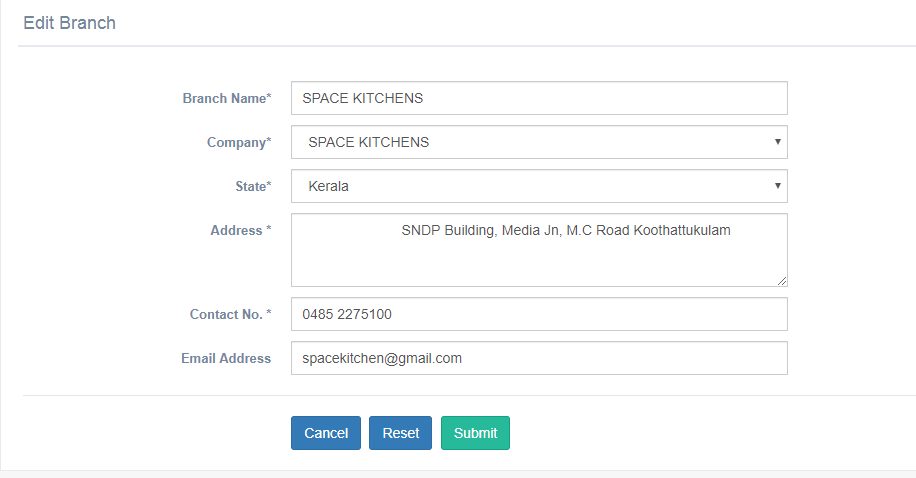 Edit Branch
Branch Name* SPACE KITCHENS
Company* SPACE KITCHENS
State* Kerala
Address * SNDP Building, Media Jn, M.C Road Koothattukulam
Contact No. * 0485 2275100
Email Address spacekitchen@gmail.com
Cancel Reset Submit